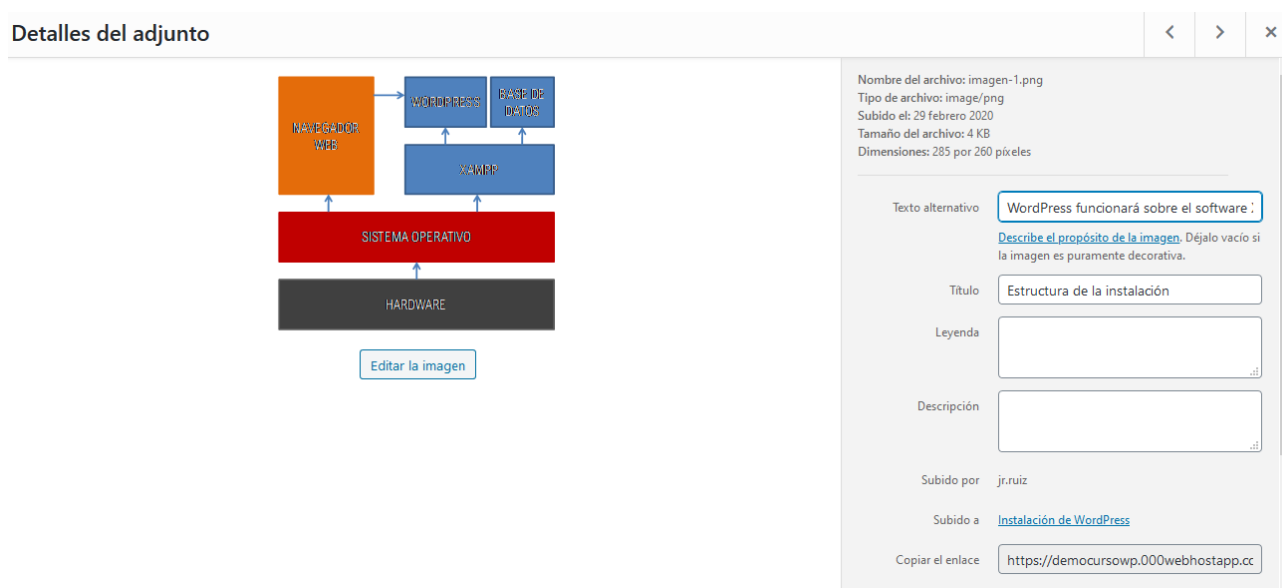 Detalles del adjunto
NAVEGADOR
WEB
WORDPRESS
BASE DE
DATOS
XAMPP
SISTEMA OPERATIVO
HARDWARE
Editar la imagen
Nombre del archivo: imagen-1.png
Tipo de archivo: image/png
Subido el: 29 febrero 2020
Tamaño del archivo: 4 KB
Dimensiones: 285 por 260 píxeles
Texto alternativo
WordPress funcionará sobre el software
Describe el propósito de la imagen. Déjalo vacío si
la imagen es puramente decorativa.
Título
Estructura de la instalación
Leyenda
Descripción
Subido por jr.ruiz
Subido a Instalación de WordPress
Copiar el enlace https://democursowp.000webhostapp.cc